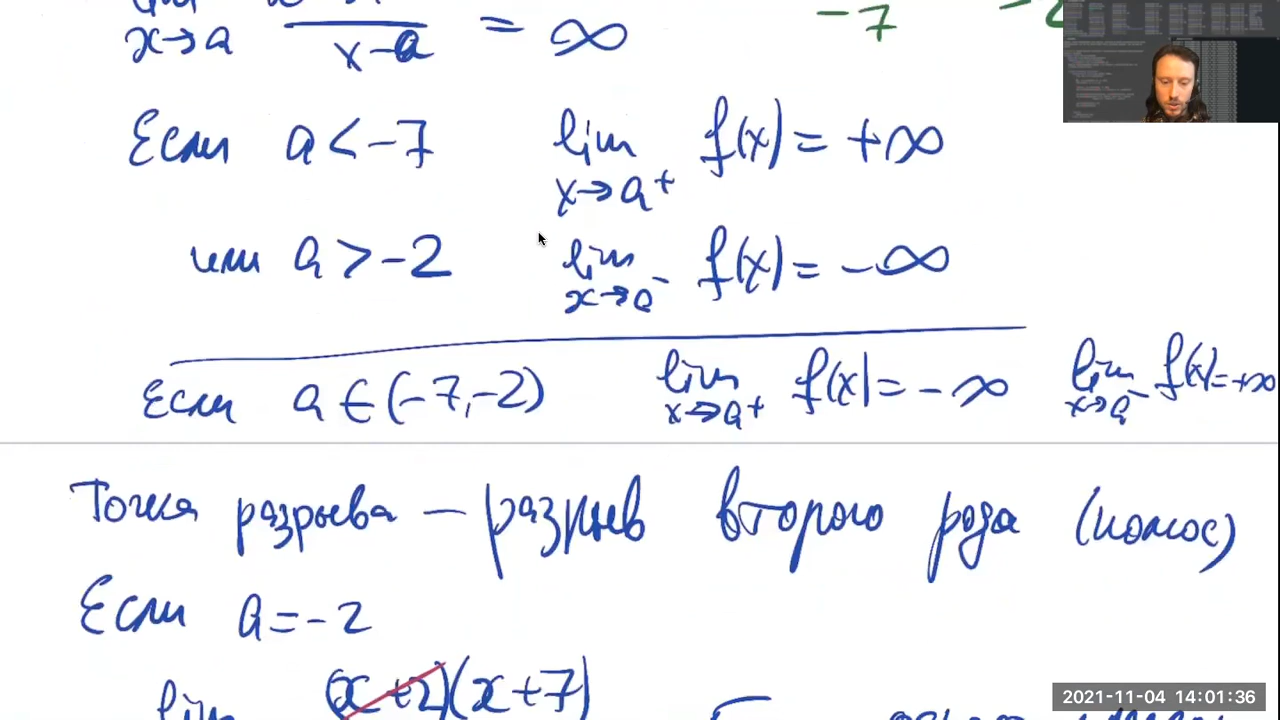 x→a x-a = ∞
-7
Если a < -7 lim x→a+ f(x) = +∞
или a > -2 lim x→a- f(x) = -∞
Если a ∈ (-7,-2) lim x→a+ f(x) = -∞ lim x→a- f(x) = +∞
Точка разрыва — разрыв второго рода (полюс)
Если a = -2
lim (x+2)(x+7)
2021-11-04 14:01:36